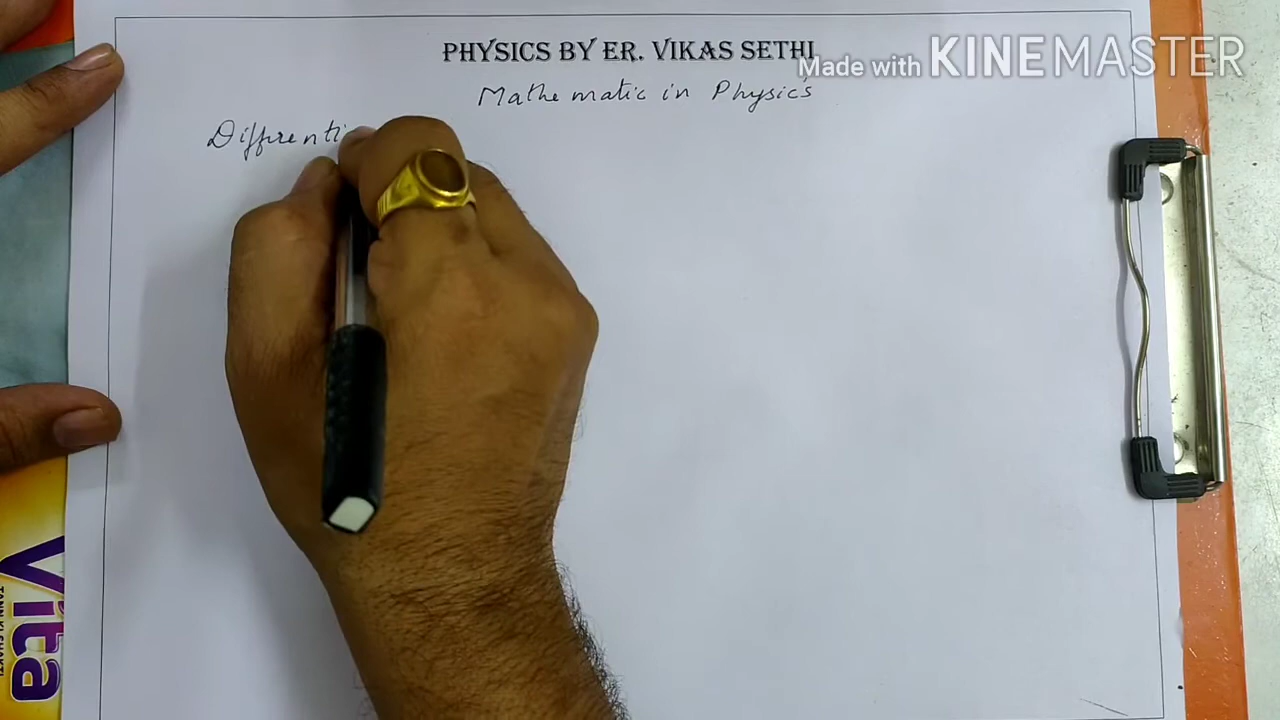 PHYSICS BY ER. VIKAS SETHI
Made with KINEMASTER
Mathematic in Physics
Diffrenti
Vita